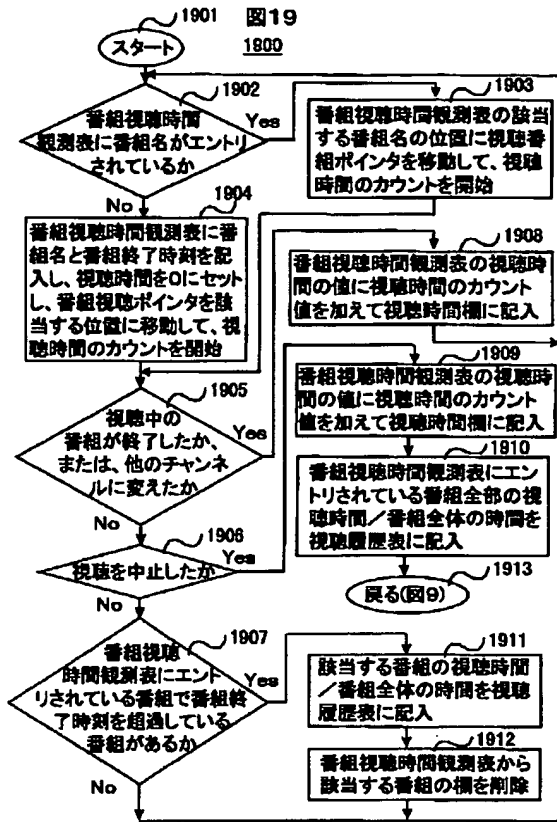 1901
図19
スタート
1800
1902
番組視聴時間
観測表に番組名がエントリ
されているか
Yes
No
1903
番組視聴時間観測表の該当
する番組名の位置に視聴番
組ポインタを移動して、視聴
時間のカウントを開始
1904
番組視聴時間観測表に番
組名と番組終了時刻を記
入し、視聴時間を0にセット
し、番組視聴ポインタを該
当する位置に移動して、視
聴時間のカウントを開始
1908
番組視聴時間観測表の視聴時
間の値に視聴時間のカウント
値を加えて視聴時間欄に記入
1905
視聴中の
番組が終了したか、
または、他のチャンネ
ルに変えたか
Yes
No
1909
番組視聴時間観測表の視聴時
間の値に視聴時間のカウント
値を加えて視聴時間欄に記入
1910
番組視聴時間観測表にエント
リされている番組全部の視
聴時間/番組全体の時間を
視聴履歴表に記入
1906
視聴を中止したか
Yes
No
1913
戻る(図9)
1907
番組視聴
時間観測表にエント
リされている番組で番組終
了時刻を超過している
番組があるか
Yes
No
1911
該当する番組の視聴時間
/番組全体の時間を視聴
履歴表に記入
1912
番組視聴時間観測表から
該当する番組の欄を削除